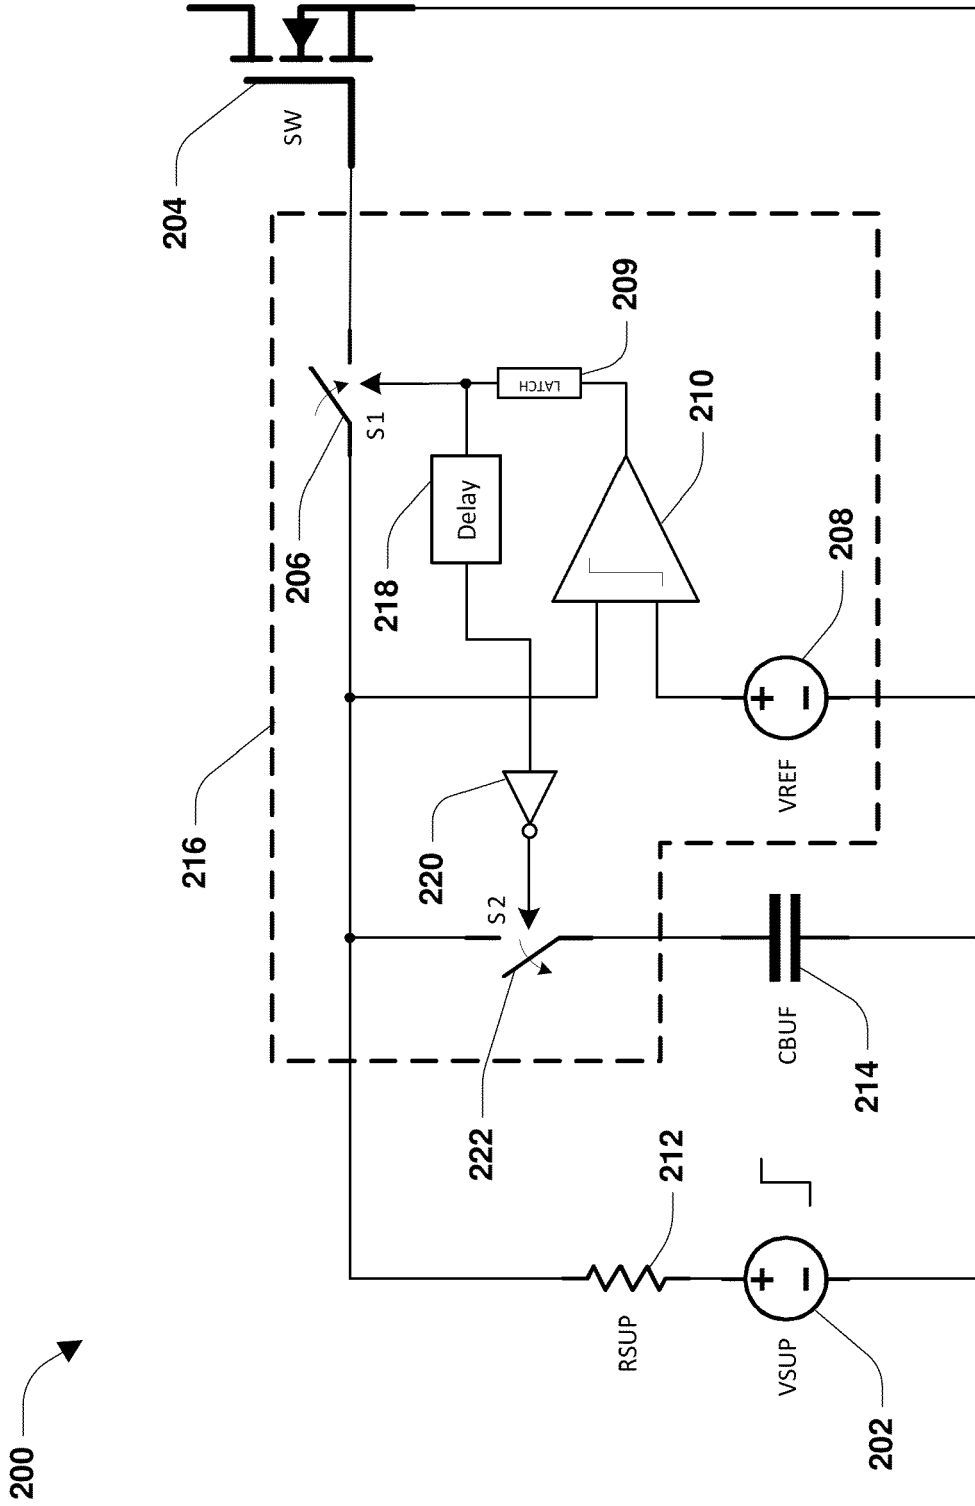 200
204
SW
216
206
S1
209
LATCH
218
Delay
210
220
S2
222
208
+
-
VREF
CBUF
214
212
RSUP
+
-
VSUP
202